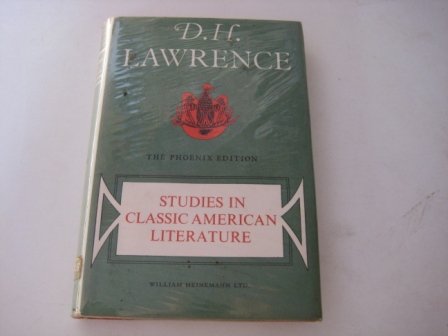 D.H.
LAWRENCE
THE PHOENIX EDITION
STUDIES IN
CLASSIC AMERICAN
LITERATURE
WILLIAM HEINEMANN LTD.